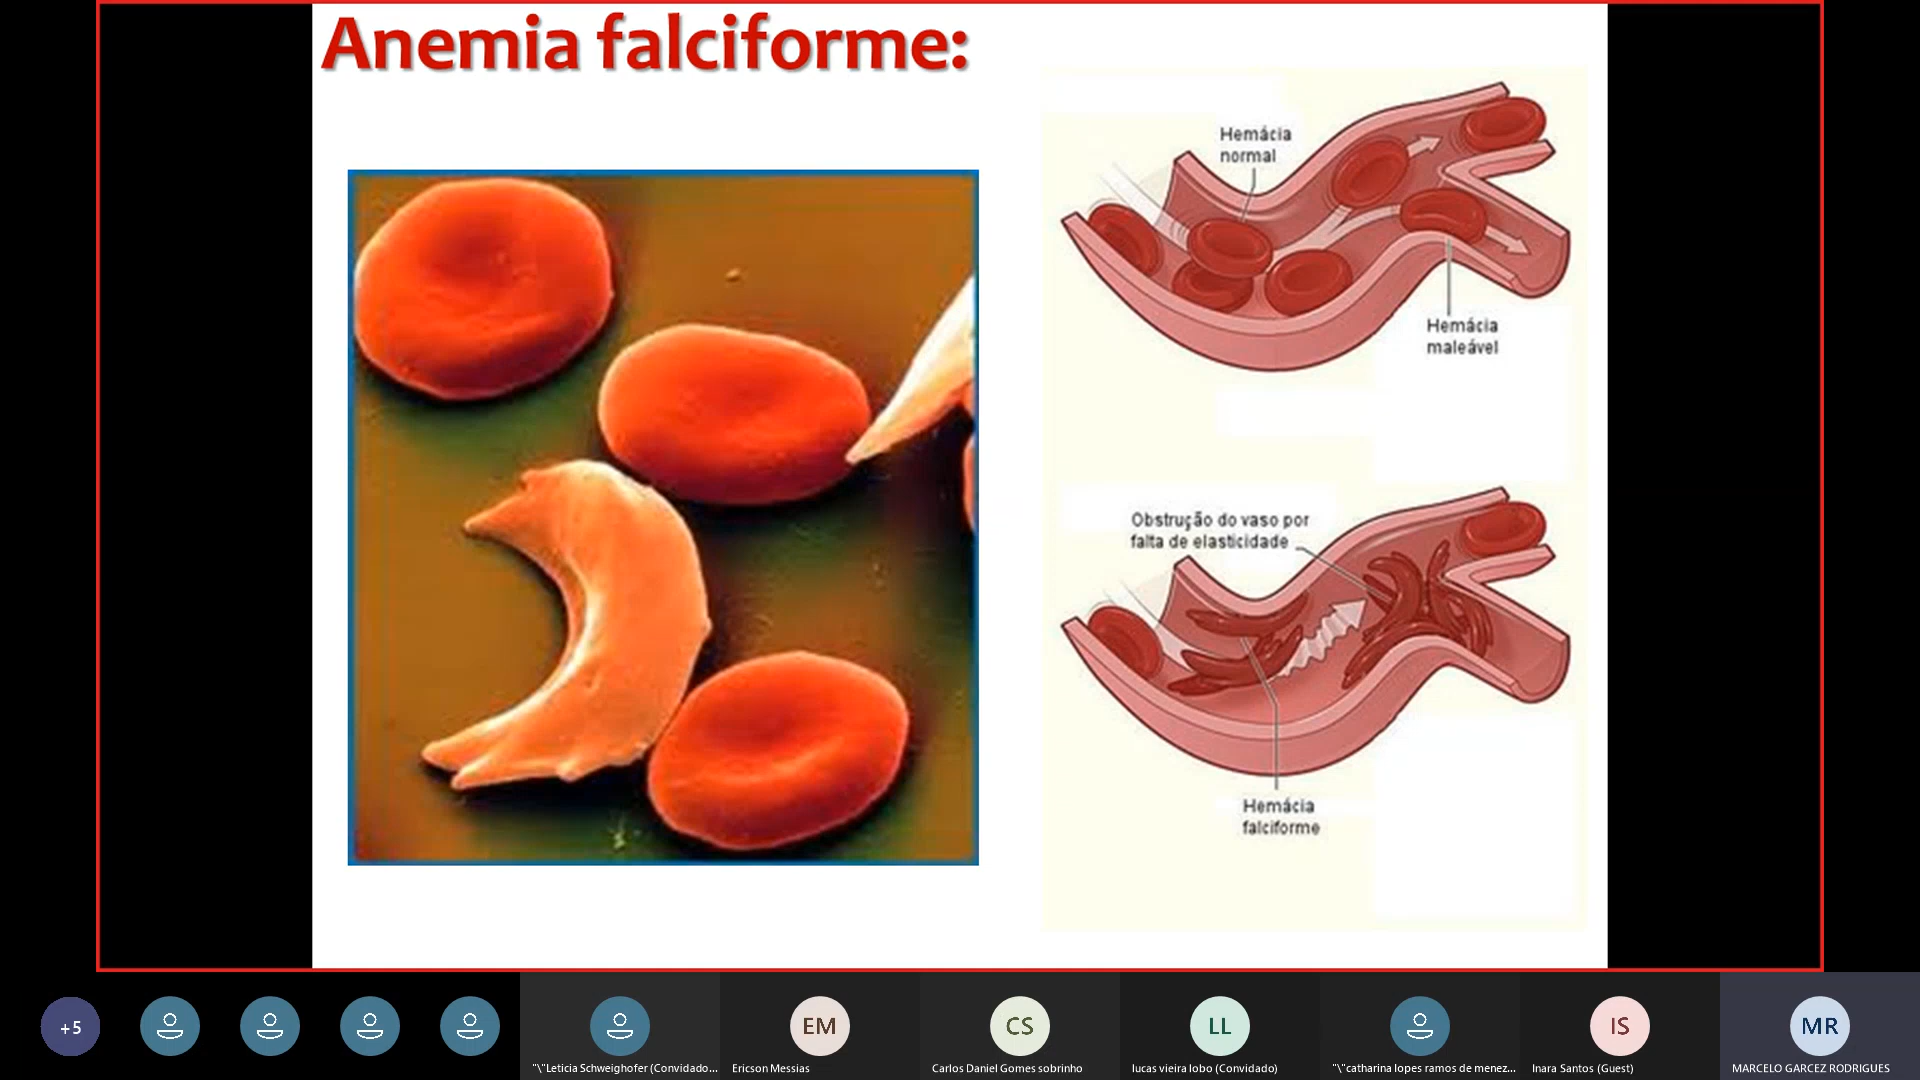 Anemia falciforme:
Hemácia
normal
Hemácia
maleável
Obstrução do vaso por
falta de elasticidade
Hemácia
falciforme
+5
EM
CS
LL
IS
MR
"\"Leticia Schweighofer (Convidado...
Ericson Messias
Carlos Daniel Gomes sobrinho
lucas vieira lobo (Convidado)
"\"catharina lopes ramos de menez...
Inara Santos (Guest)
MARCELO GARCEZ RODRIGUES